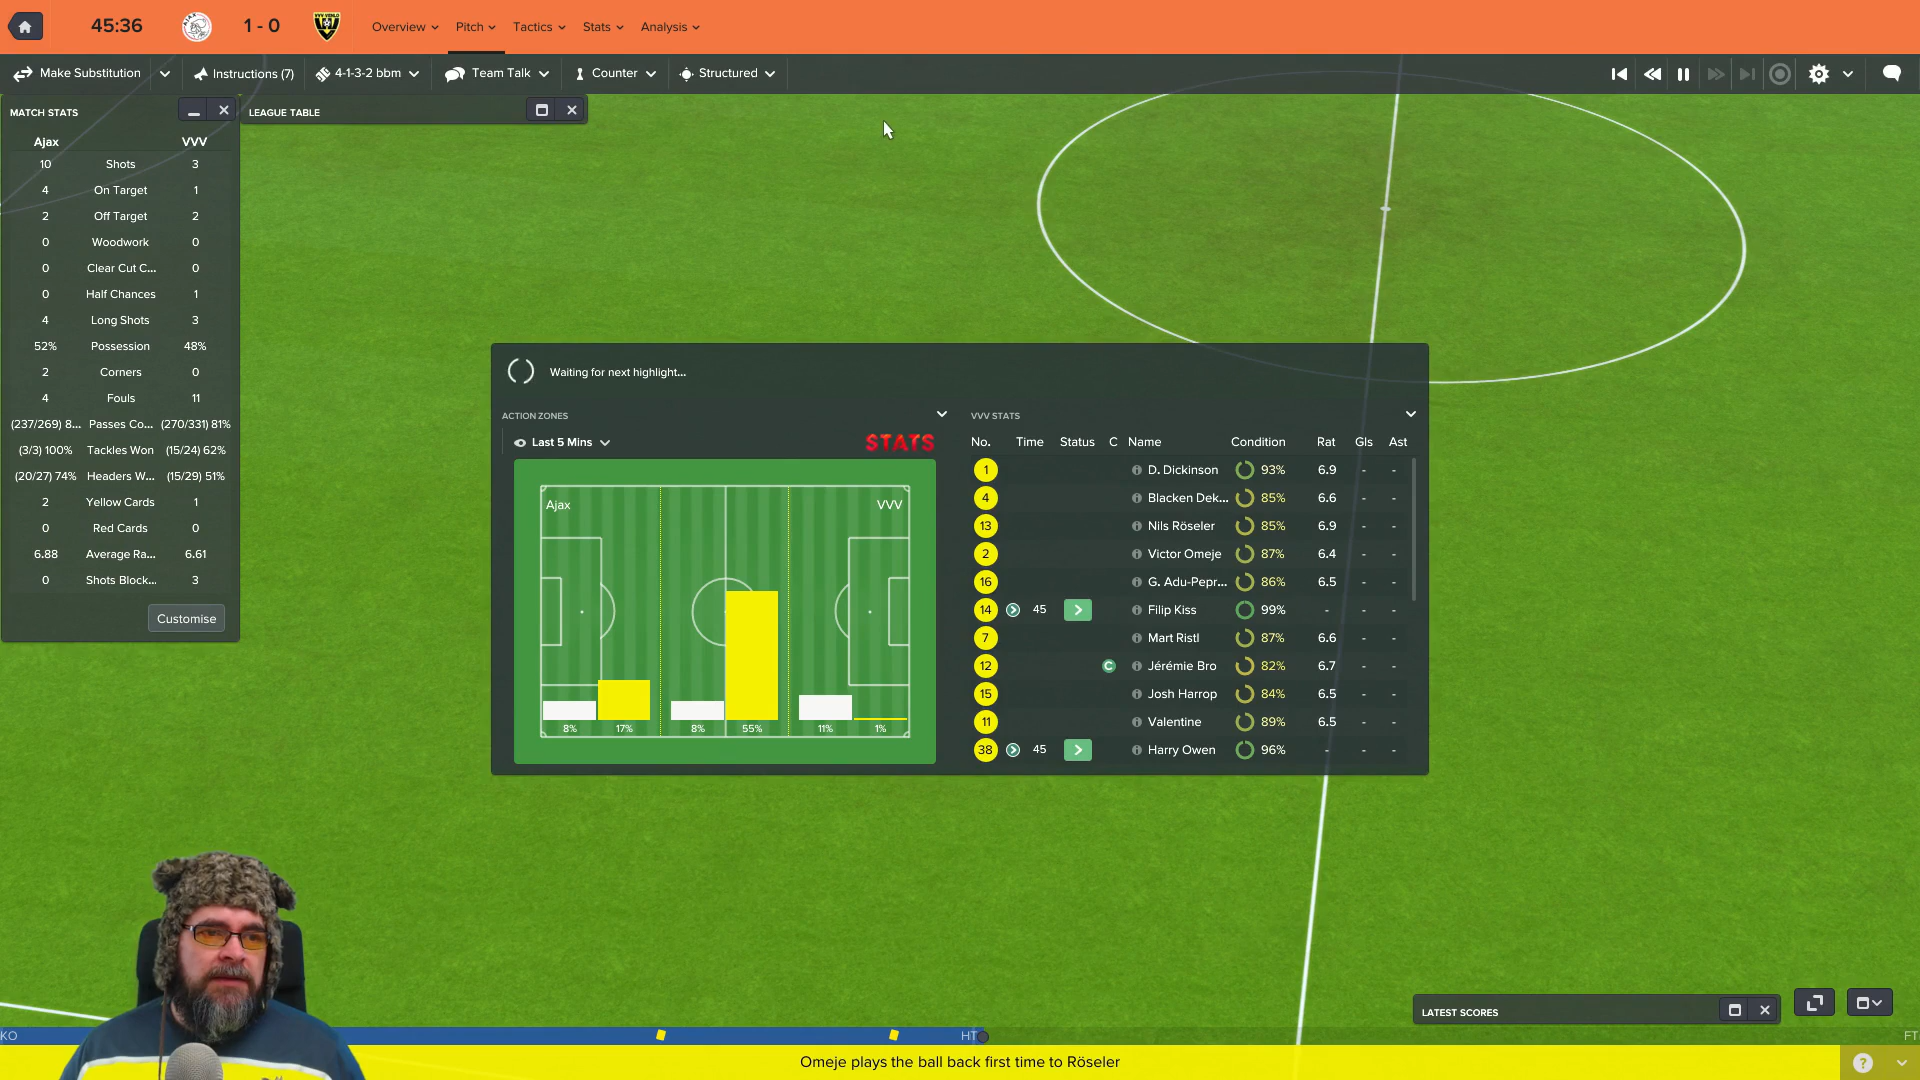 45:36 1 - 0 Overview Pitch Tactics Stats Analysis
Make Substitution Instructions (7) 4-1-3-2 bbm Team Talk Counter Structured
MATCH STATS
LEAGUE TABLE
Ajax VVV
10 Shots 3
4 On Target 1
2 Off Target 2
0 Woodwork 0
0 Clear Cut C... 0
0 Half Chances 1
4 Long Shots 3
52% Possession 48%
2 Corners 0
4 Fouls 11
(237/269) 8... Passes Co... (270/331) 81%
(3/3) 100% Tackles Won (15/24) 62%
(20/27) 74% Headers W... (15/29) 51%
2 Yellow Cards 1
0 Red Cards 0
6.88 Average Ra... 6.61
0 Shots Block... 3
Customise
Waiting for next highlight...
ACTION ZONES
Last 5 Mins
STATS
Ajax VVV
8% 17% 8% 55% 11% 1%
VVV STATS
No. Time Status C Name Condition Rat Gls Ast
1 D. Dickinson 93% 6.9 - -
4 Blacken Dek... 85% 6.6 - -
13 Nils Röseler 85% 6.9 - -
2 Victor Omeje 87% 6.4 - -
16 G. Adu-Pepr... 86% 6.5 - -
14 45 Filip Kiss 99% - - -
7 Mart Ristl 87% 6.6 - -
12 C Jérémie Bro 82% 6.7 - -
15 Josh Harrop 84% 6.5 - -
11 Valentine 89% 6.5 - -
38 45 Harry Owen 96% - - -
LATEST SCORES
KO HT FT
Omeje plays the ball back first time to Röseler
?